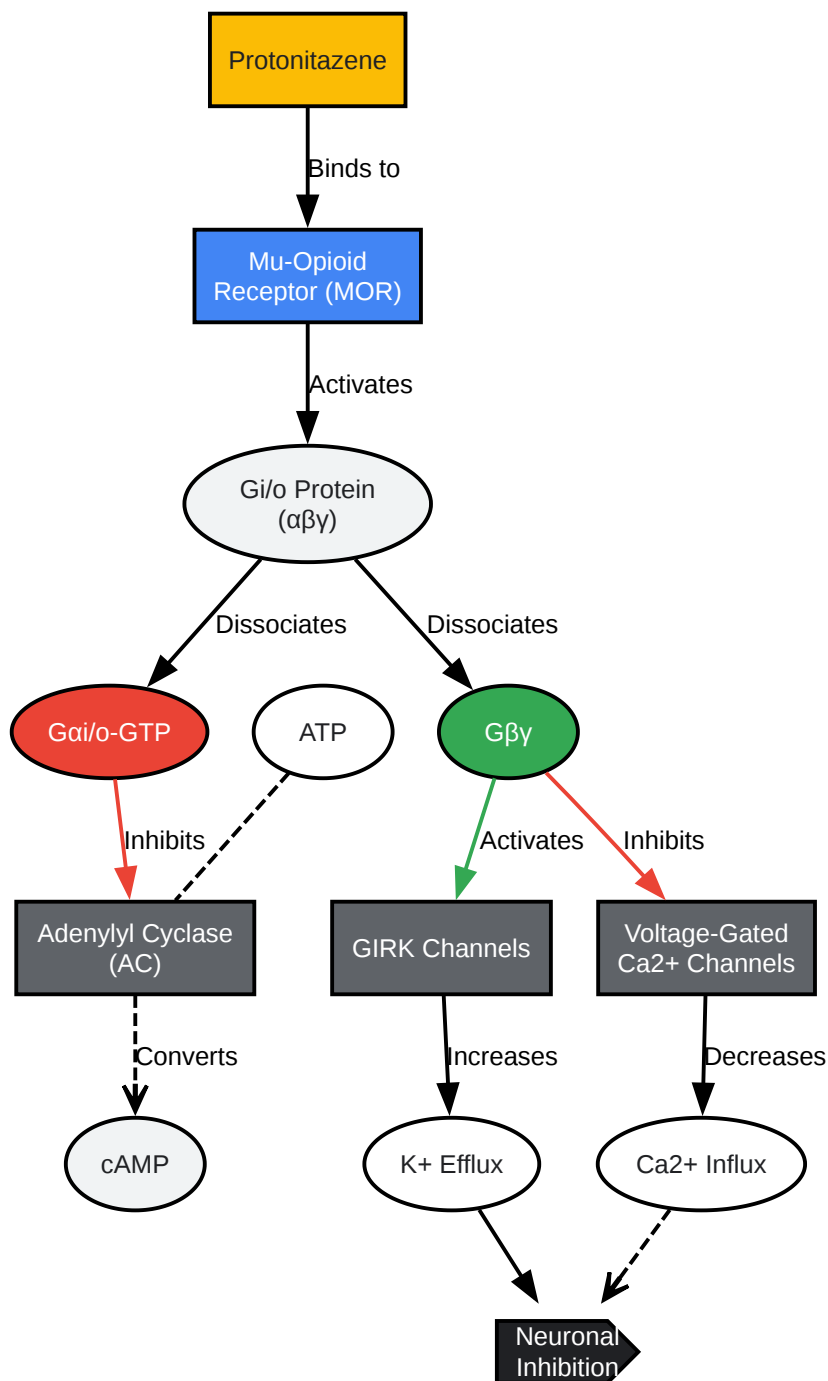 Protonitazene
Binds to
Mu-Opioid
Receptor (MOR)
Activates
Gi/o Protein
(αβγ)
Dissociates
Dissociates
Gαi/o-GTP
ATP
Gβγ
Inhibits
Activates
Inhibits
Adenylyl Cyclase
(AC)
GIRK Channels
Voltage-Gated
Ca2+ Channels
Converts
Increases
Decreases
cAMP
K+ Efflux
Ca2+ Influx
Neuronal
Inhibition